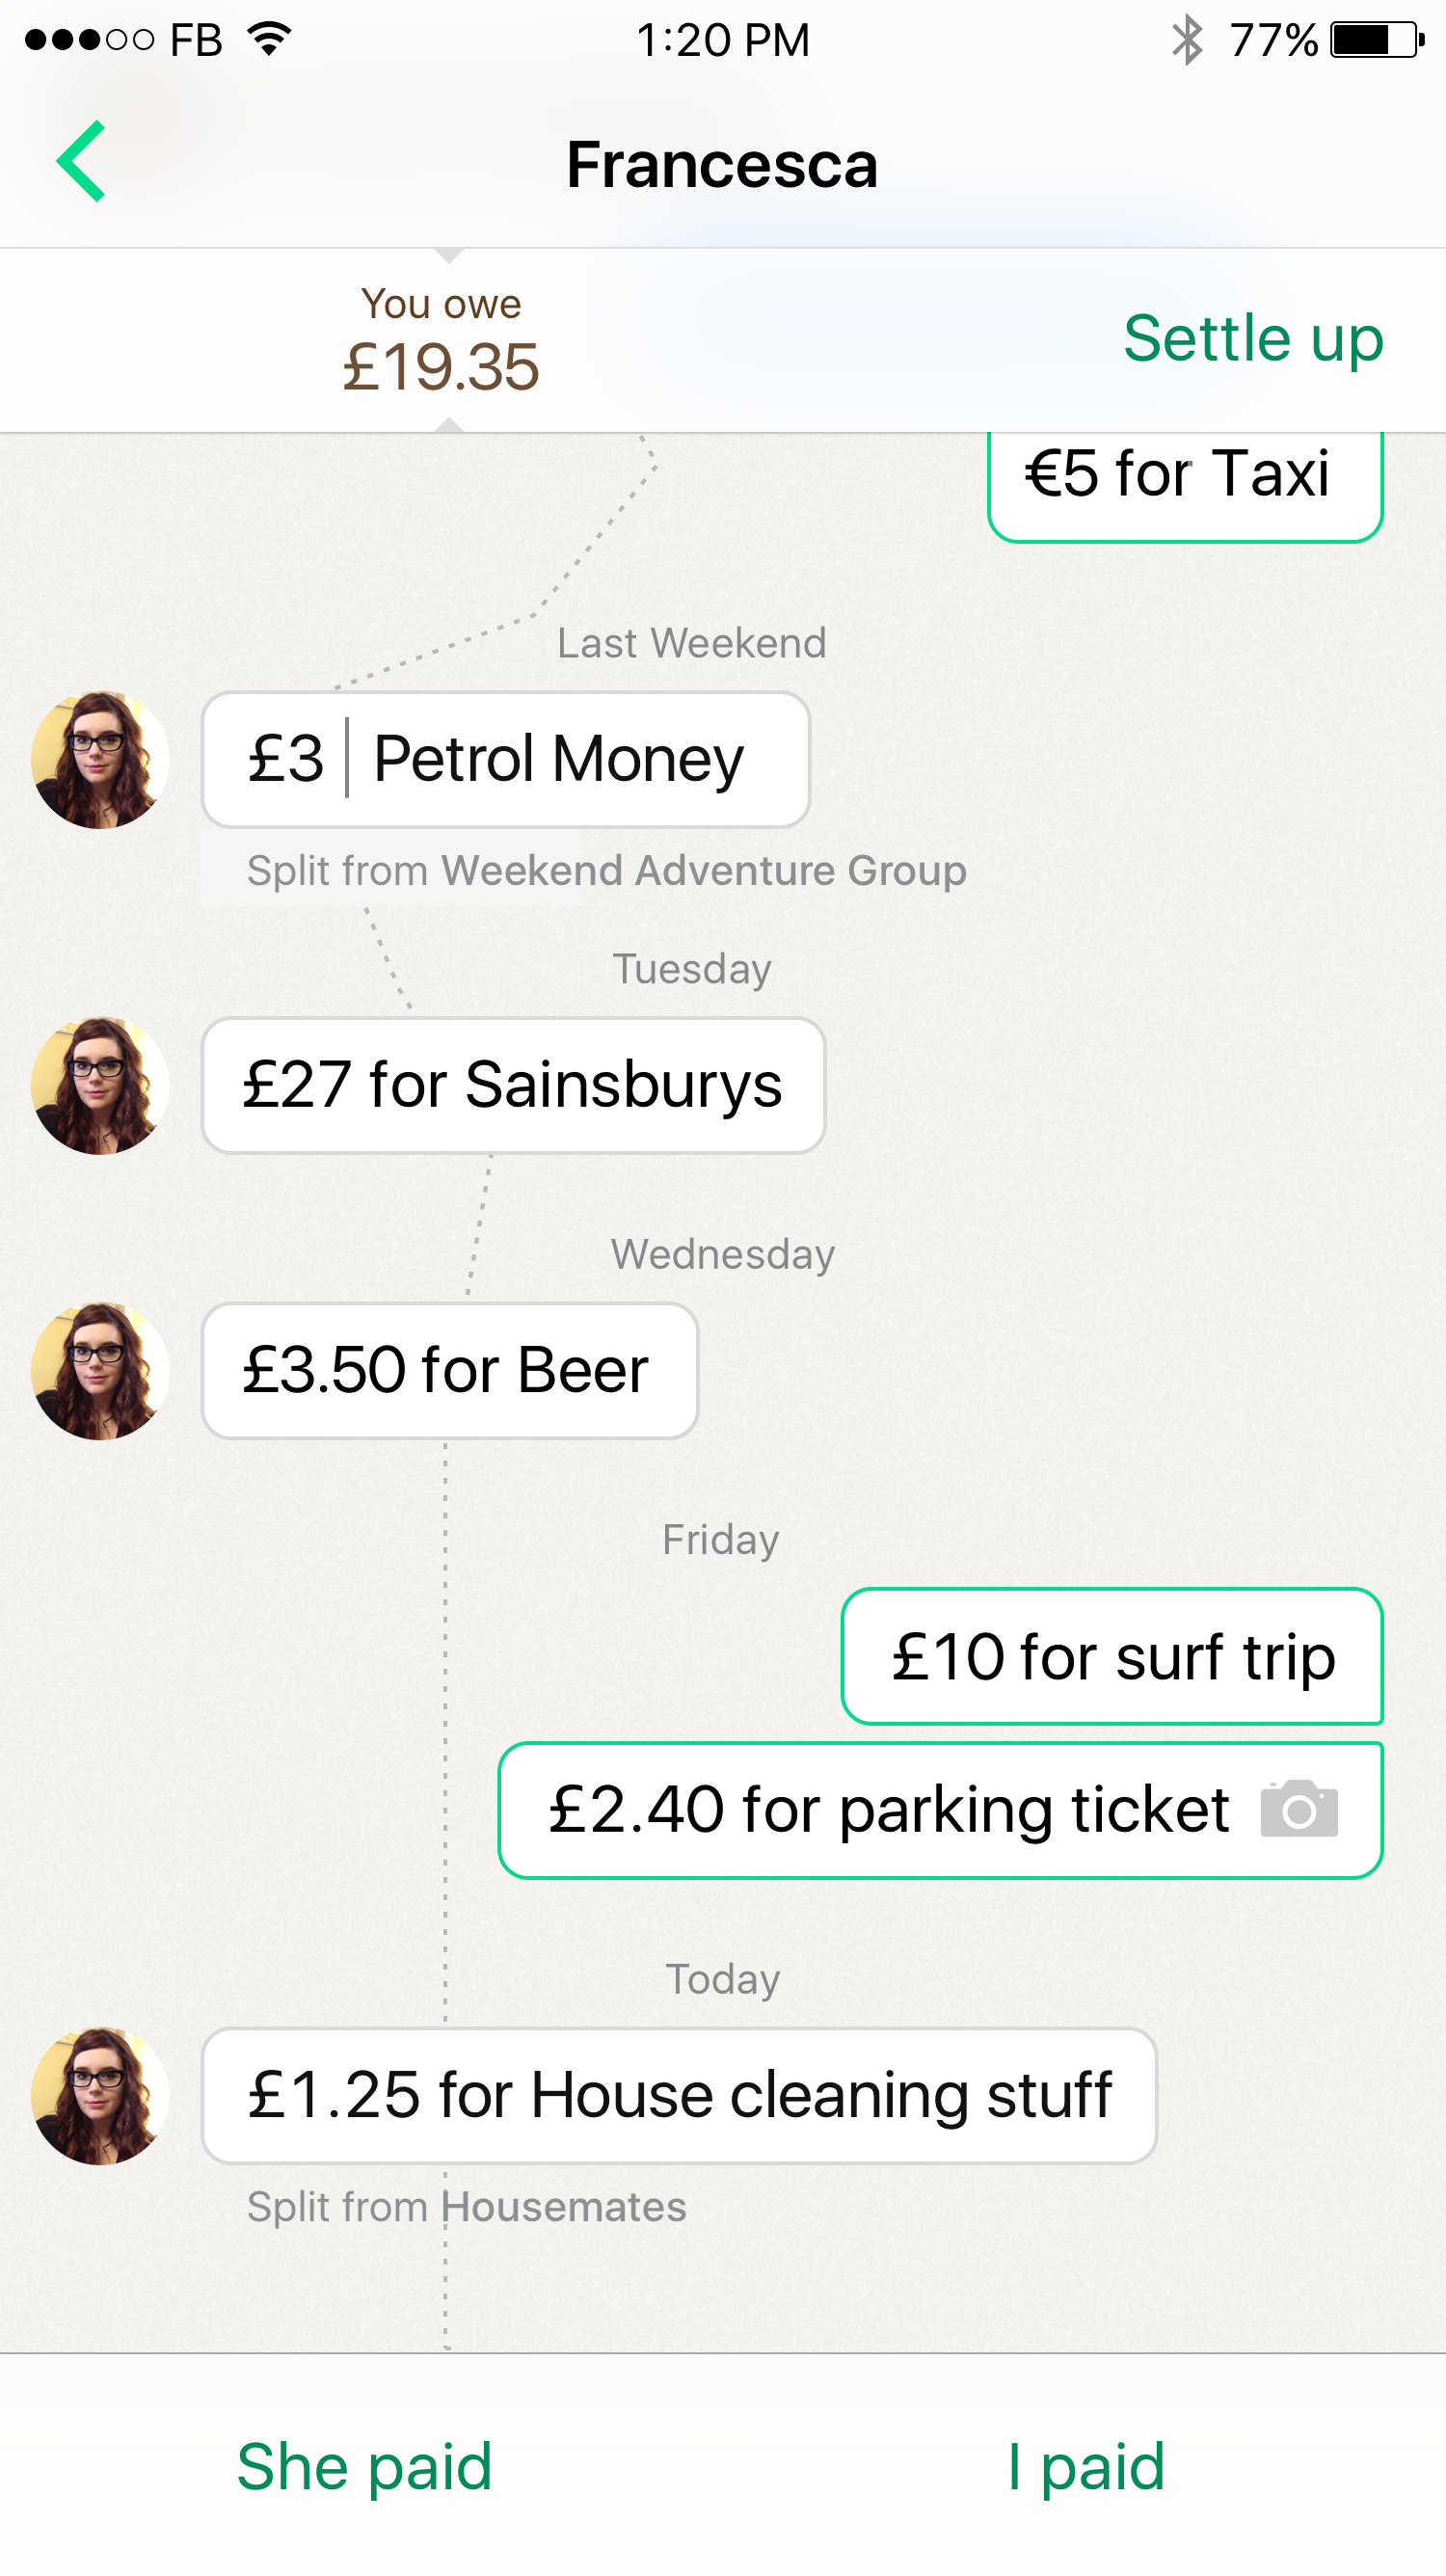 FB 1:20 PM 77%
Francesca
You owe
£19.35
Settle up
€5 for Taxi
Last Weekend
£3 | Petrol Money
Split from Weekend Adventure Group
Tuesday
£27 for Sainsburys
Wednesday
£3.50 for Beer
Friday
£10 for surf trip
£2.40 for parking ticket
Today
£1.25 for House cleaning stuff
Split from Housemates
She paid
I paid